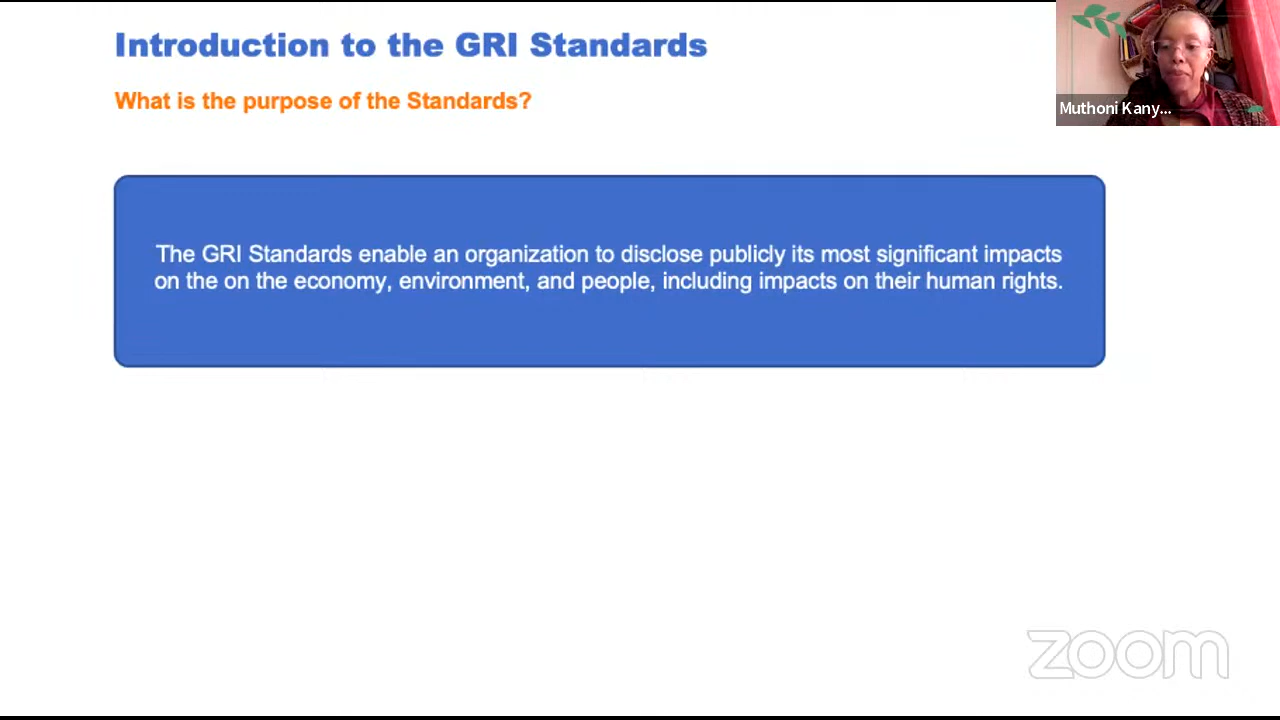 Introduction to the GRI Standards
What is the purpose of the Standards?
Muthoni Kany...
The GRI Standards enable an organization to disclose publicly its most significant impacts
on the on the economy, environment, and people, including impacts on their human rights.
zoom